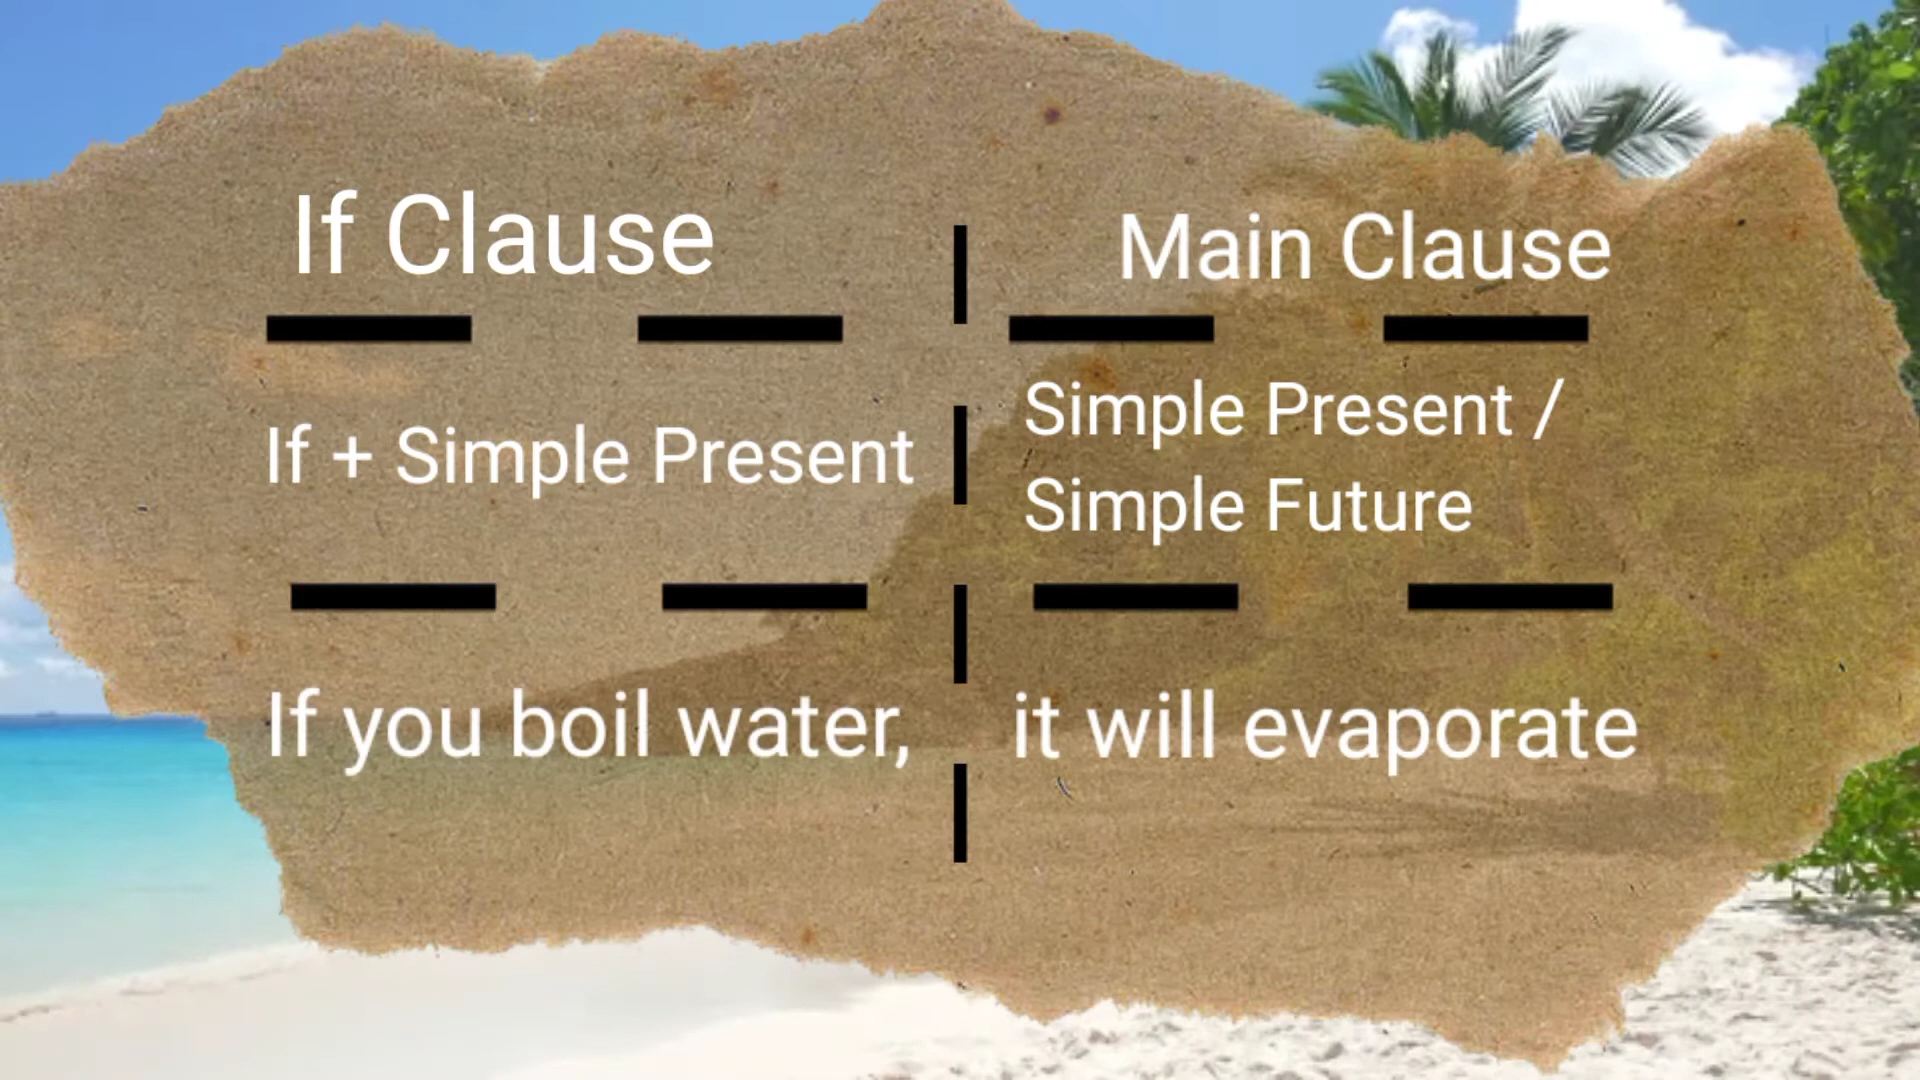 If Clause
Main Clause
If + Simple Present
Simple Present /
Simple Future
If you boil water,
it will evaporate